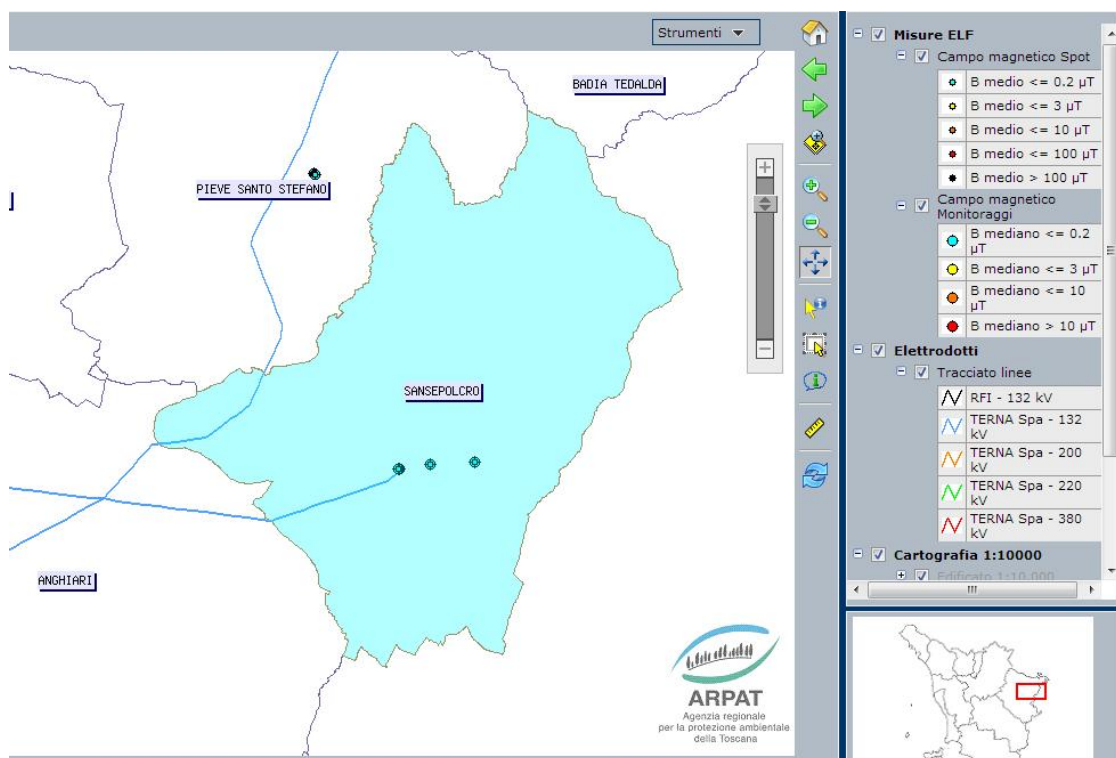 Strumenti
BADIA TEDALDA
PIEVE SANTO STEFANO
SANSEPOLCRO
ANGHIARI
ARPAT
Agenzia regionale
per la protezione ambientale
della Toscana
Misure ELF
Campo magnetico Spot
B medio <= 0.2 µT
B medio <= 3 µT
B medio <= 10 µT
B medio <= 100 µT
B medio > 100 µT
Campo magnetico
Monitoraggi
B mediano <= 0.2
µT
B mediano <= 3 µT
B mediano <= 10
µT
B mediano > 10 µT
Elettrodotti
Tracciato linee
RFI - 132 kV
TERNA Spa - 132
kV
TERNA Spa - 200
kV
TERNA Spa - 220
kV
TERNA Spa - 380
kV
Cartografia 1:10000
Edificato 1:10.000